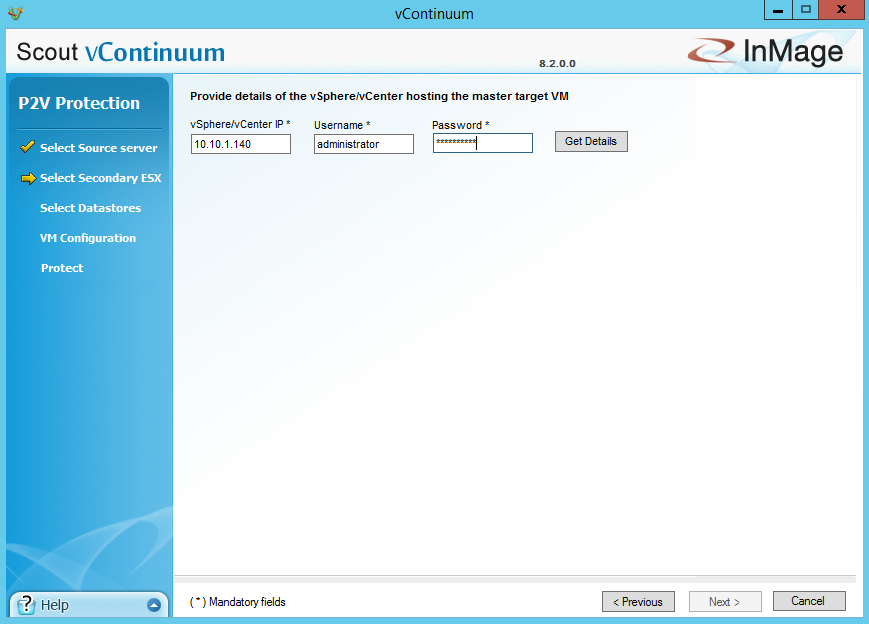 vContinuum
Scout vContinuum
8.2.0.0
InMage
P2V Protection
Select Source server
Select Secondary ESX
Select Datastores
VM Configuration
Protect
Provide details of the vSphere/vCenter hosting the master target VM
vSphere/vCenter IP * Username * Password *
10.10.1.140 administrator ********** Get Details
? Help
( * ) Mandatory fields
< Previous Next > Cancel